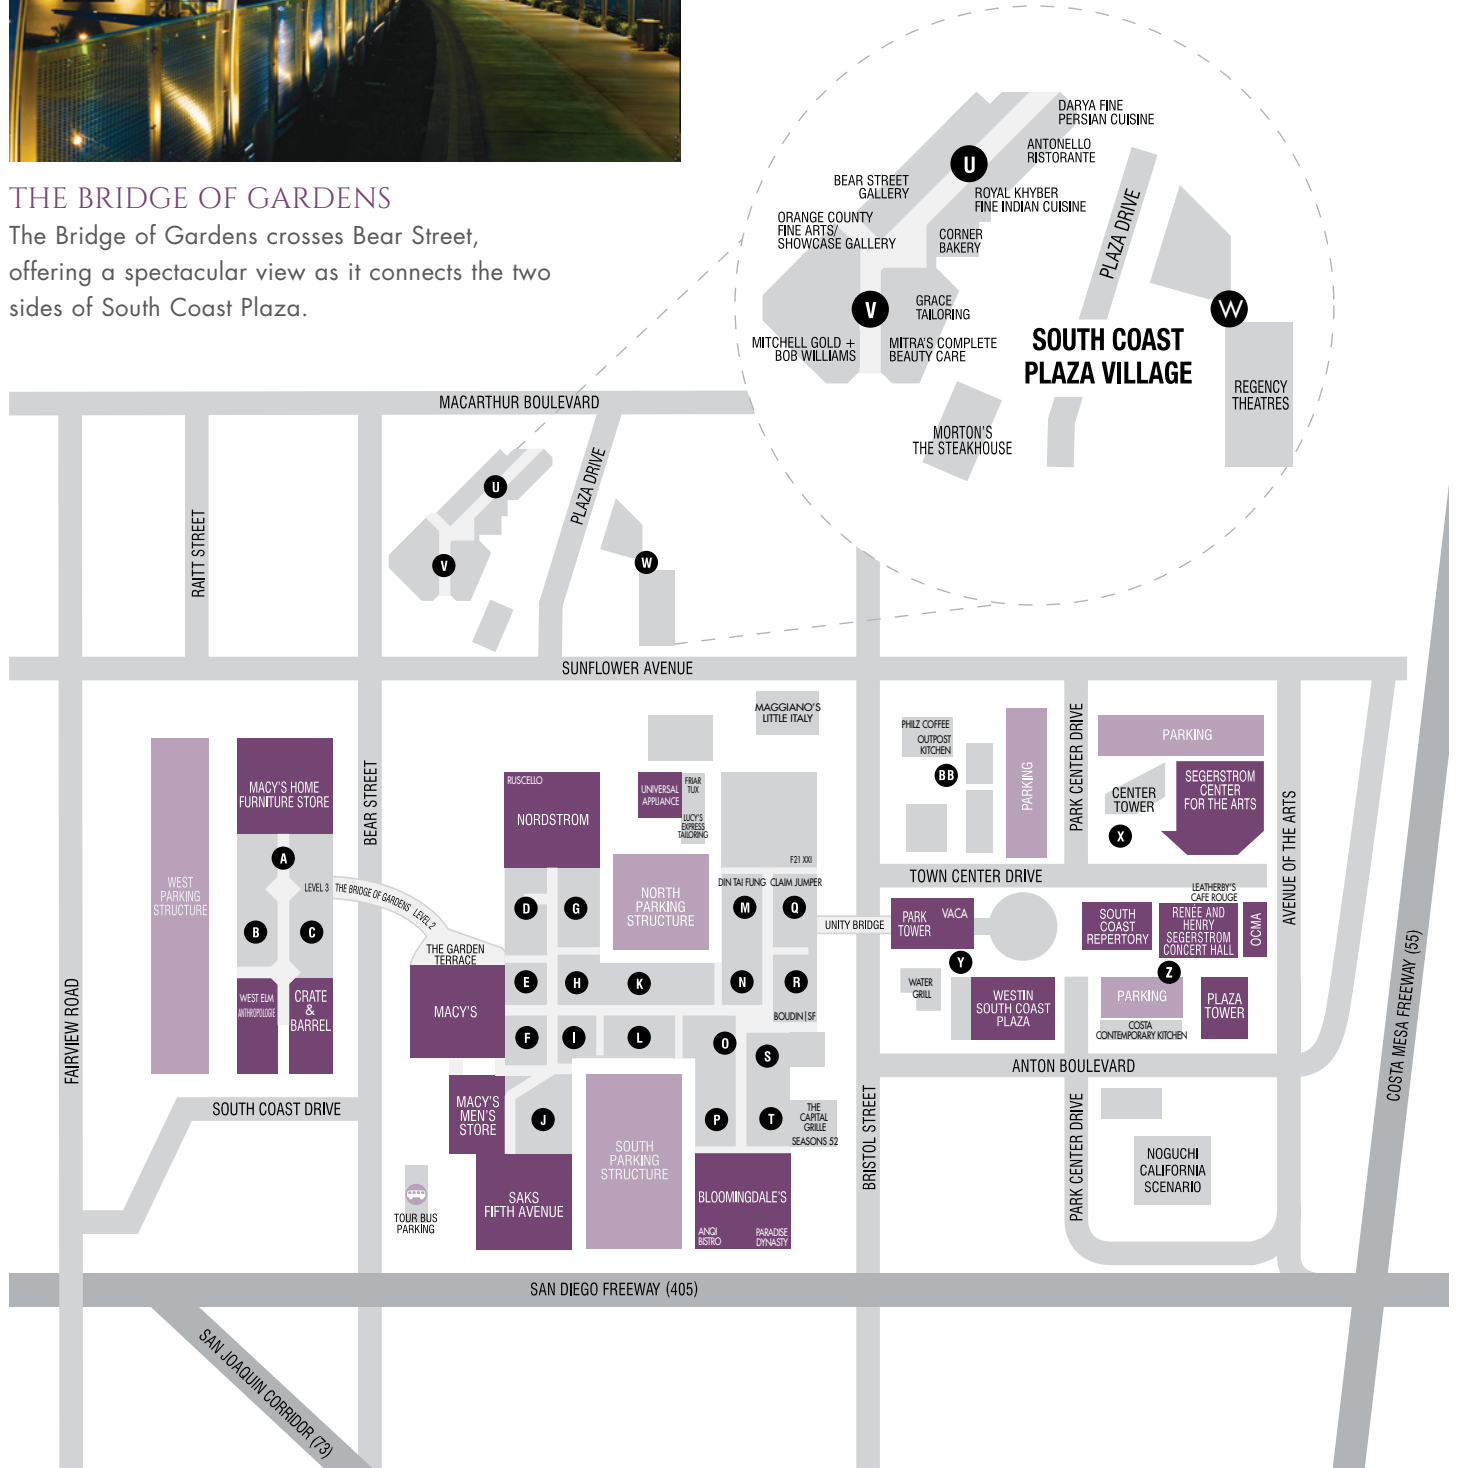 THE BRIDGE OF GARDENS
The Bridge of Gardens crosses Bear Street,
offering a spectacular view as it connects the two
sides of South Coast Plaza.
DARYA FINE
PERSIAN CUISINE
ANTONELLO
RISTORANTE
U
BEAR STREET
GALLERY
ROYAL KHYBER
FINE INDIAN CUISINE
ORANGE COUNTY
FINE ARTS/
SHOWCASE GALLERY
CORNER
BAKERY
PLAZA DRIVE
V
GRACE
TAILORING
W
MITCHELL GOLD +
BOB WILLIAMS
MITRA'S COMPLETE
BEAUTY CARE
SOUTH COAST
PLAZA VILLAGE
REGENCY
THEATRES
MORTON'S
THE STEAKHOUSE
MACARTHUR BOULEVARD
RAITT STREET
U
V
PLAZA DRIVE
W
SUNFLOWER AVENUE
MAGGIANO'S
LITTLE ITALY
PHILZ COFFEE
OUTPOST
KITCHEN
BB
PARKING
PARK CENTER DRIVE
PARKING
CENTER
TOWER
X
SEGERSTROM
CENTER
FOR THE ARTS
AVENUE OF THE ARTS
WEST
PARKING
STRUCTURE
MACY'S HOME
FURNITURE STORE
BEAR STREET
A
B
C
LEVEL 3
THE BRIDGE OF GARDENS
LEVEL 2
WEST ELM
ANTHROPOLOGIE
CRATE
&
BARREL
THE GARDEN
TERRACE
MACY'S
RUSCELLO
NORDSTROM
UNIVERSAL
APPLIANCE
FRIAR
TUX
LUCY'S
EXPRESS
TAILORING
F21 XXI
NORTH
PARKING
STRUCTURE
DIN TAI FUNG
CLAIM JUMPER
D
G
M
Q
UNITY BRIDGE
E
H
K
N
R
BOUDIN|SF
F
I
L
O
S
J
P
T
MACY'S
MEN'S
STORE
THE
CAPITAL
GRILLE
SEASONS 52
SOUTH
PARKING
STRUCTURE
SAKS
FIFTH AVENUE
BLOOMINGDALE'S
ANQI
BISTRO
PARADISE
DYNASTY
TOUR BUS
PARKING
TOWN CENTER DRIVE
PARK
TOWER
VACA
Y
WATER
GRILL
WESTIN
SOUTH COAST
PLAZA
SOUTH
COAST
REPERTORY
LEATHERBY'S
CAFE ROUGE
RENÉE AND
HENRY
SEGERSTROM
CONCERT HALL
OCMA
Z
PARKING
COSTA
CONTEMPORARY KITCHEN
PLAZA
TOWER
ANTON BOULEVARD
PARK CENTER DRIVE
NOGUCHI
CALIFORNIA
SCENARIO
BRISTOL STREET
COSTA MESA FREEWAY (55)
FAIRVIEW ROAD
SOUTH COAST DRIVE
SAN DIEGO FREEWAY (405)
SAN JOAQUIN CORRIDOR (73)